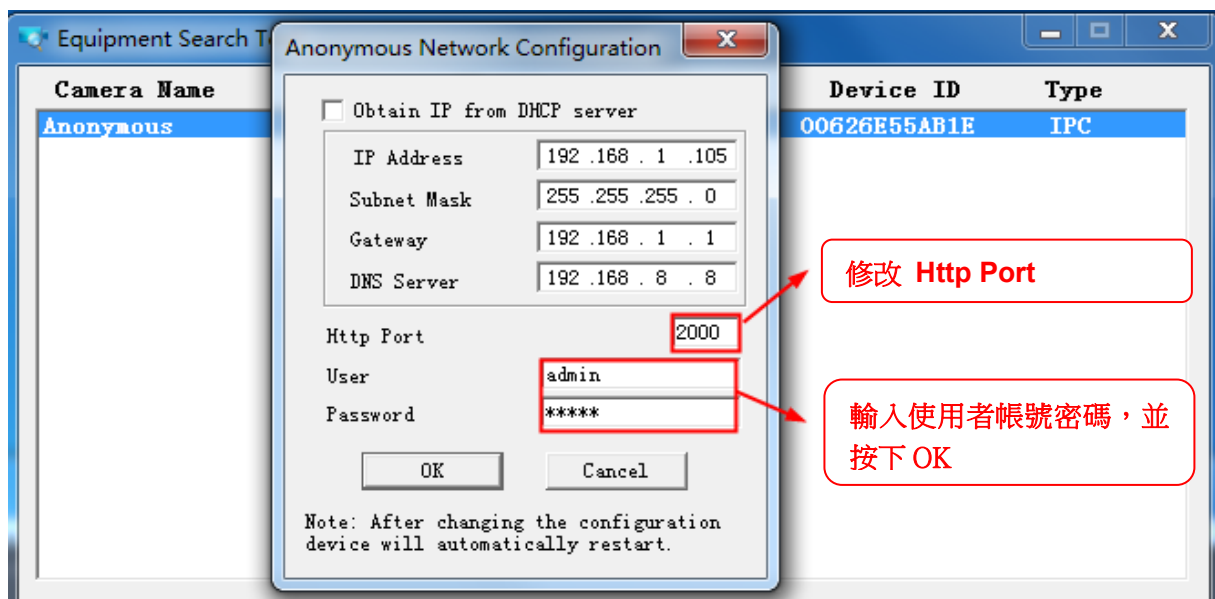 Equipment Search T
Anonymous Network Configuration
Camera Name
Device ID
Type
Anonymous
00626E55AB1E
IPC
Obtain IP from DHCP server
IP Address 192 .168 . 1 .105
Subnet Mask 255 .255 .255 . 0
Gateway 192 .168 . 1 . 1
DNS Server 192 .168 . 8 . 8
Http Port 2000
User admin
Password *****
OK Cancel
Note: After changing the configuration
device will automatically restart.
修改 Http Port
輸入使用者帳號密碼，並
按下 OK